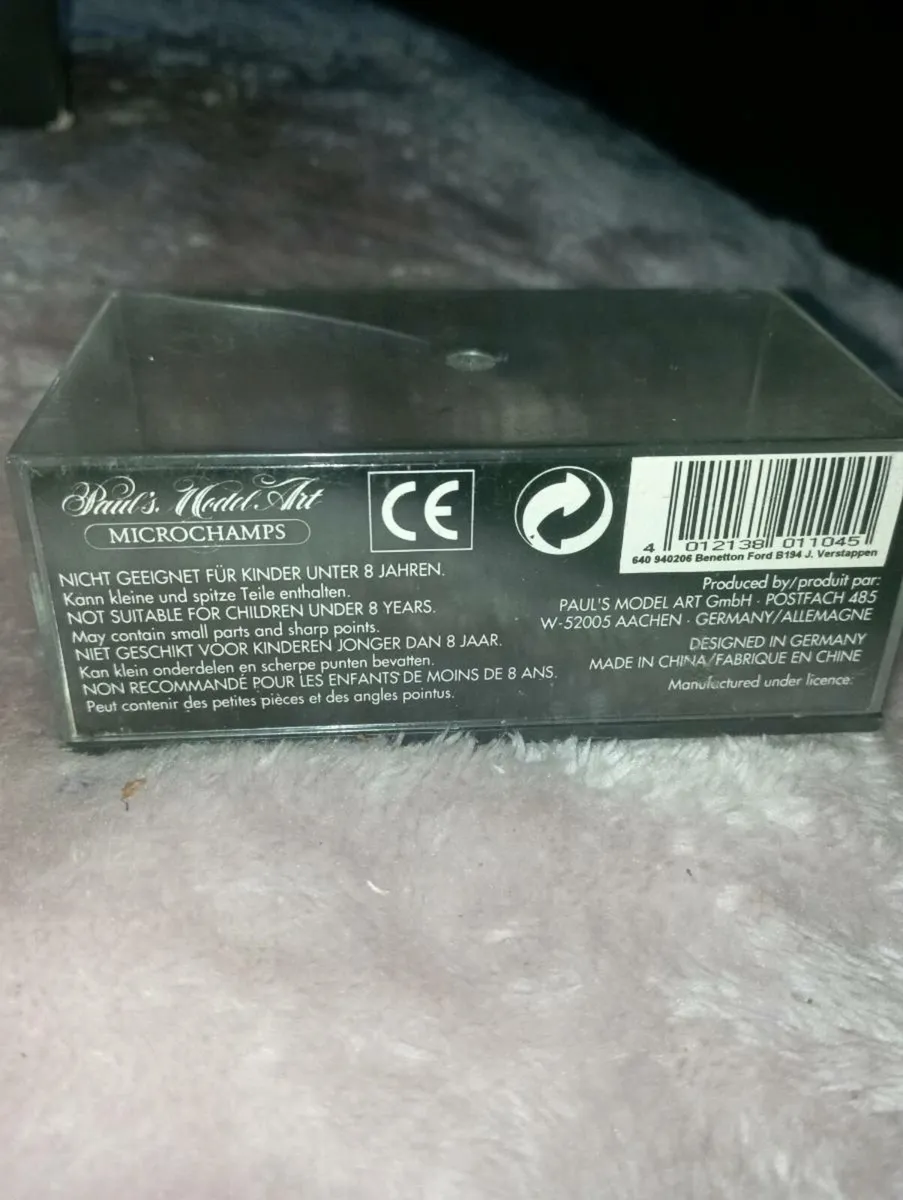 Paul's Model Art
MICROCHAMPS
CE
NICHT GEEIGNET FÜR KINDER UNTER 8 JAHREN.
Kann kleine und spitze Teile enthalten.
NOT SUITABLE FOR CHILDREN UNDER 8 YEARS.
May contain small parts and sharp points.
NIET GESCHIKT VOOR KINDEREN JONGER DAN 8 JAAR.
Kan klein onderdelen en scherpe punten bevatten.
NON RECOMMANDÉ POUR LES ENFANTS DE MOINS DE 8 ANS.
Peut contenir des petites pièces et des angles pointus.
4 012138 011045
640 940206 Benetton Ford B194 J. Verstappen
Produced by/produit par:
PAUL'S MODEL ART GmbH · POSTFACH 485
W-52005 AACHEN · GERMANY/ALLEMAGNE
DESIGNED IN GERMANY
MADE IN CHINA/FABRIQUE EN CHINE
Manufactured under licence: